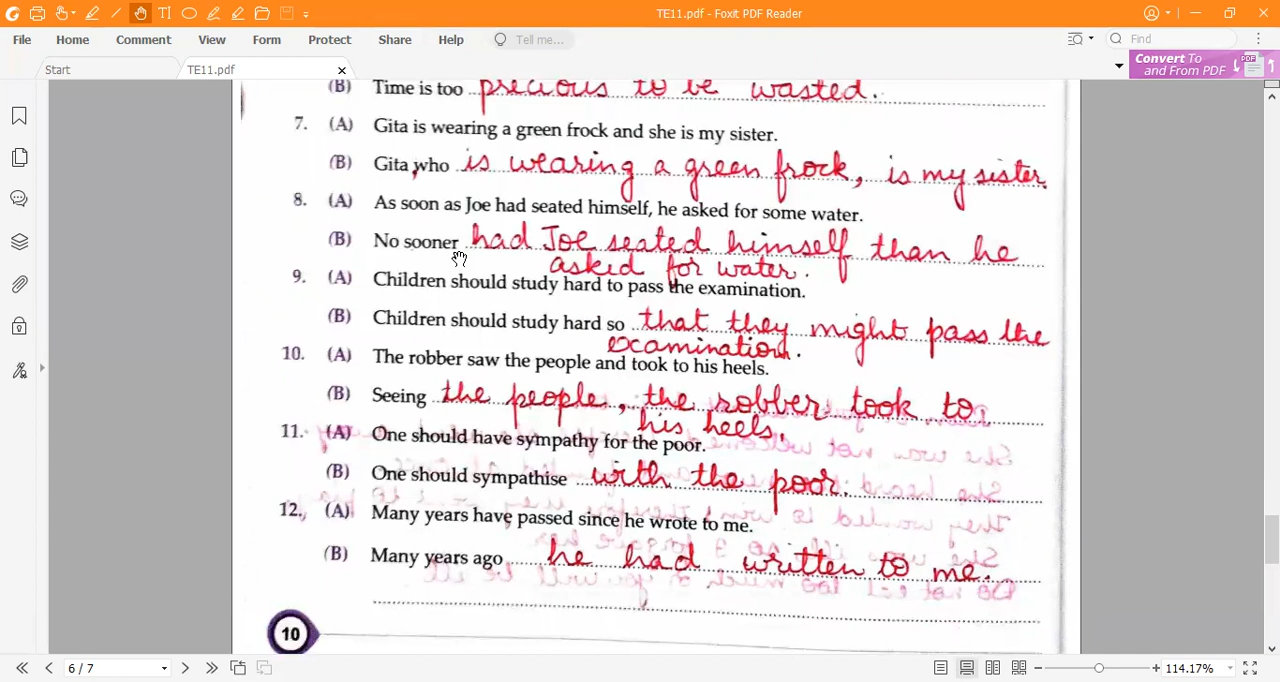 TE11.pdf - Foxit PDF Reader
File Home Comment View Form Protect Share Help Tell me... Find
Start TE11.pdf Convert To and From PDF
(B) Time is too precious to be wasted.
7. (A) Gita is wearing a green frock and she is my sister.
(B) Gita, who is wearing a green frock, is my sister.
8. (A) As soon as Joe had seated himself, he asked for some water.
(B) No sooner had Joe seated himself than he
asked for water.
9. (A) Children should study hard to pass the examination.
(B) Children should study hard so that they might pass the
examination.
10. (A) The robber saw the people and took to his heels.
(B) Seeing the people, the robber took to
his heels.
11. (A) One should have sympathy for the poor.
(B) One should sympathise with the poor.
12. (A) Many years have passed since he wrote to me.
(B) Many years ago he had written to me.
10
6 / 7 114.17%